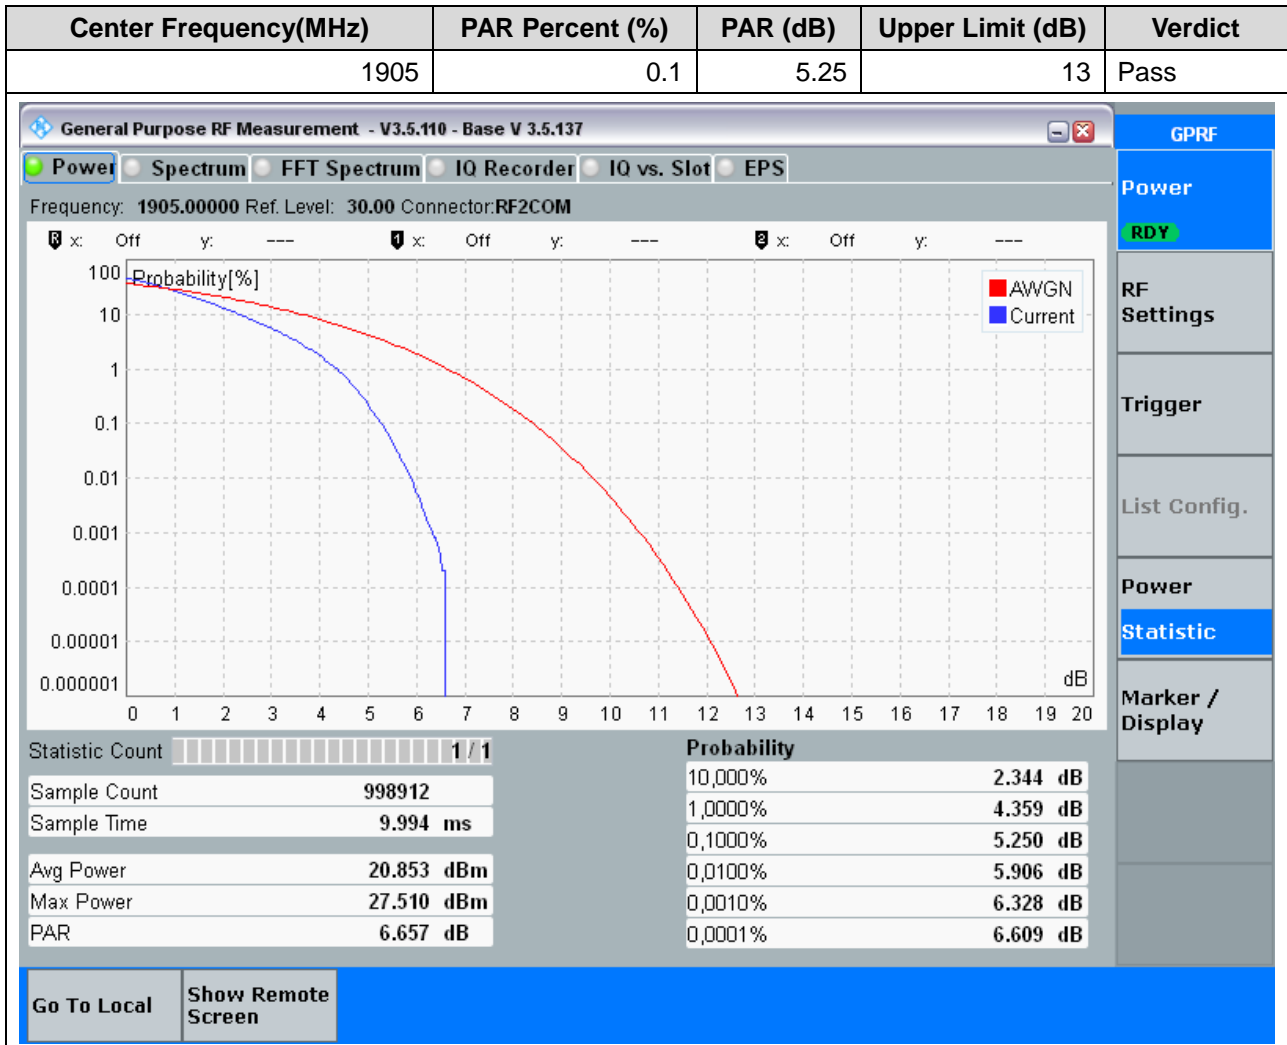 Center Frequency(MHz) PAR Percent (%) PAR (dB) Upper Limit (dB) Verdict
1905 0.1 5.25 13 Pass
General Purpose RF Measurement - V3.5.110 - Base V 3.5.137
GPRF
Power Spectrum FFT Spectrum IQ Recorder IQ vs. Slot EPS
Power
RDY
Frequency: 1905.00000 Ref. Level: 30.00 Connector:RF2COM
R x: Off y: --- 1 x: Off y: --- 2 x: Off y: ---
Probability[%]
AWGN
Current
100
10
1
0.1
0.01
0.001
0.0001
0.00001
0.000001
dB
0 1 2 3 4 5 6 7 8 9 10 11 12 13 14 15 16 17 18 19 20
RF
Settings
Trigger
List Config.
Power
Statistic
Marker /
Display
Statistic Count 1 / 1
Sample Count 998912
Sample Time 9.994 ms
Avg Power 20.853 dBm
Max Power 27.510 dBm
PAR 6.657 dB
Probability
10,000% 2.344 dB
1,0000% 4.359 dB
0,1000% 5.250 dB
0,0100% 5.906 dB
0,0010% 6.328 dB
0,0001% 6.609 dB
Go To Local
Show Remote
Screen